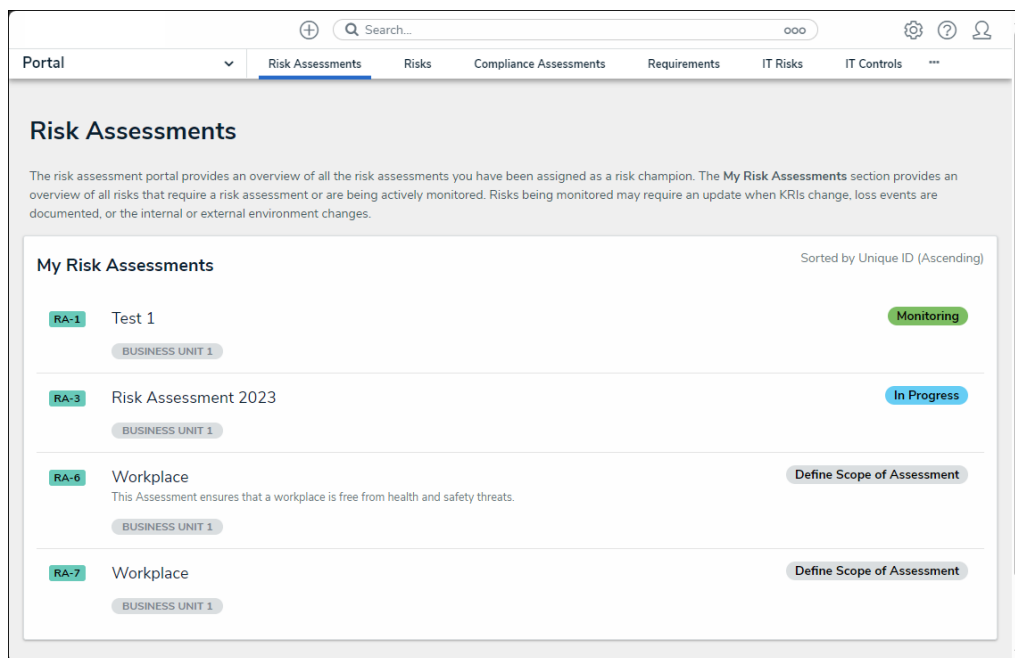 Search...
Portal
Risk Assessments Risks Compliance Assessments Requirements IT Risks IT Controls
Risk Assessments
The risk assessment portal provides an overview of all the risk assessments you have been assigned as a risk champion. The My Risk Assessments section provides an
overview of all risks that require a risk assessment or are being actively monitored. Risks being monitored may require an update when KRIs change, loss events are
documented, or the internal or external environment changes.
My Risk Assessments
Sorted by Unique ID (Ascending)
RA-1 Test 1 Monitoring
BUSINESS UNIT 1
RA-3 Risk Assessment 2023 In Progress
BUSINESS UNIT 1
RA-6 Workplace Define Scope of Assessment
This Assessment ensures that a workplace is free from health and safety threats.
BUSINESS UNIT 1
RA-7 Workplace Define Scope of Assessment
BUSINESS UNIT 1